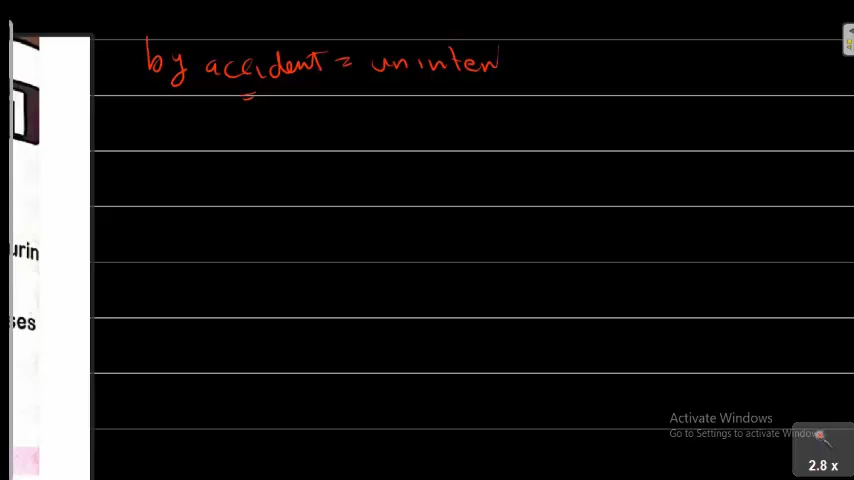 by accident = uninten
urin
ses
Activate Windows
Go to Settings to activate Windows.
2.8 x